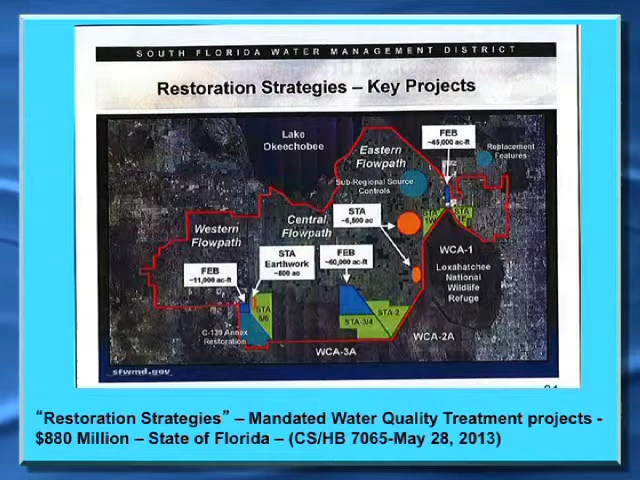 SOUTH FLORIDA WATER MANAGEMENT DISTRICT
Restoration Strategies – Key Projects
Lake
Okeechobee
Eastern
Flowpath
FEB
~45,000 ac-ft
Replacement
Features
Sub-Regional Source
Controls
Western
Flowpath
Central
Flowpath
STA
~6,500 ac
STA
1W
STA
1E
FEB
~11,000 ac-ft
STA
Earthwork
~800 ac
FEB
~60,000 ac-ft
WCA-1
Loxahatchee
National
Wildlife
Refuge
STA
5/6
STA-2
STA-3/4
C-139 Annex
Restoration
WCA-2A
WCA-3A
sfwmd.gov
“Restoration Strategies” – Mandated Water Quality Treatment projects -
$880 Million – State of Florida – (CS/HB 7065-May 28, 2013)